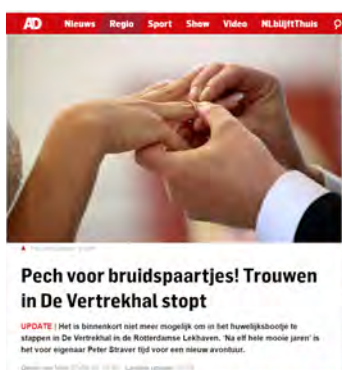 AD Nieuws Regio Sport Show Video NLblijftThuis
Pech voor bruidspaartjes! Trouwen
in De Vertrekhal stopt
UPDATE | Het is binnenkort niet meer mogelijk om in het huwelijksbootje te
stappen in De Vertrekhal in de Rotterdamse Lekhaven. 'Na elf hele mooie jaren' is
het voor eigenaar Peter Straver tijd voor een nieuw avontuur.